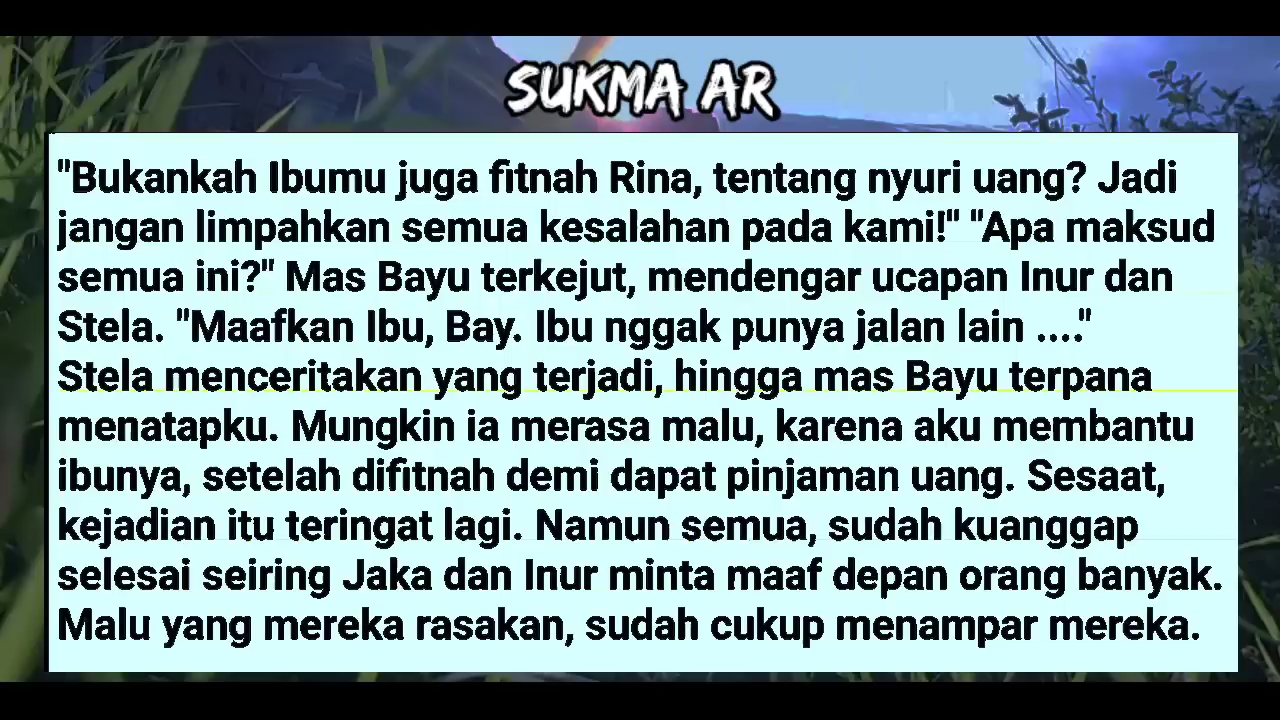 SUKMA AR
"Bukankah Ibumu juga fitnah Rina, tentang nyuri uang? Jadi
jangan limpahkan semua kesalahan pada kami!" "Apa maksud
semua ini?" Mas Bayu terkejut, mendengar ucapan Inur dan
Stela. "Maafkan Ibu, Bay. Ibu nggak punya jalan lain ...."
Stela menceritakan yang terjadi, hingga mas Bayu terpana
menatapku. Mungkin ia merasa malu, karena aku membantu
ibunya, setelah difitnah demi dapat pinjaman uang. Sesaat,
kejadian itu teringat lagi. Namun semua, sudah kuanggap
selesai seiring Jaka dan Inur minta maaf depan orang banyak.
Malu yang mereka rasakan, sudah cukup menampar mereka.